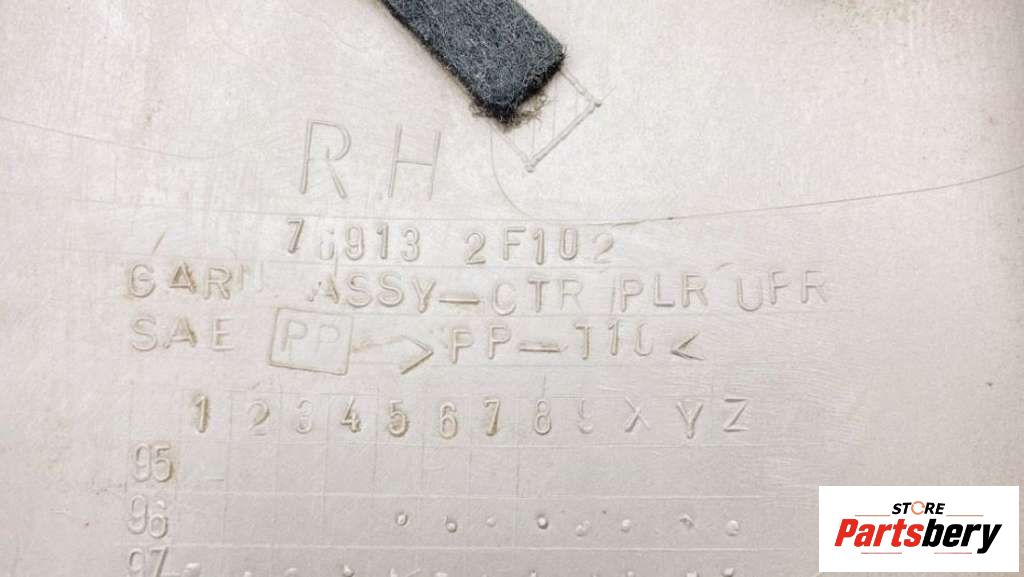 RH
76913 2F102
GARN ASSY-CTR PLR UPR
SAE PP >PP-T10<
1 2 3 4 5 6 7 8 9 X Y Z
95
96
97
STORE
Partsbery